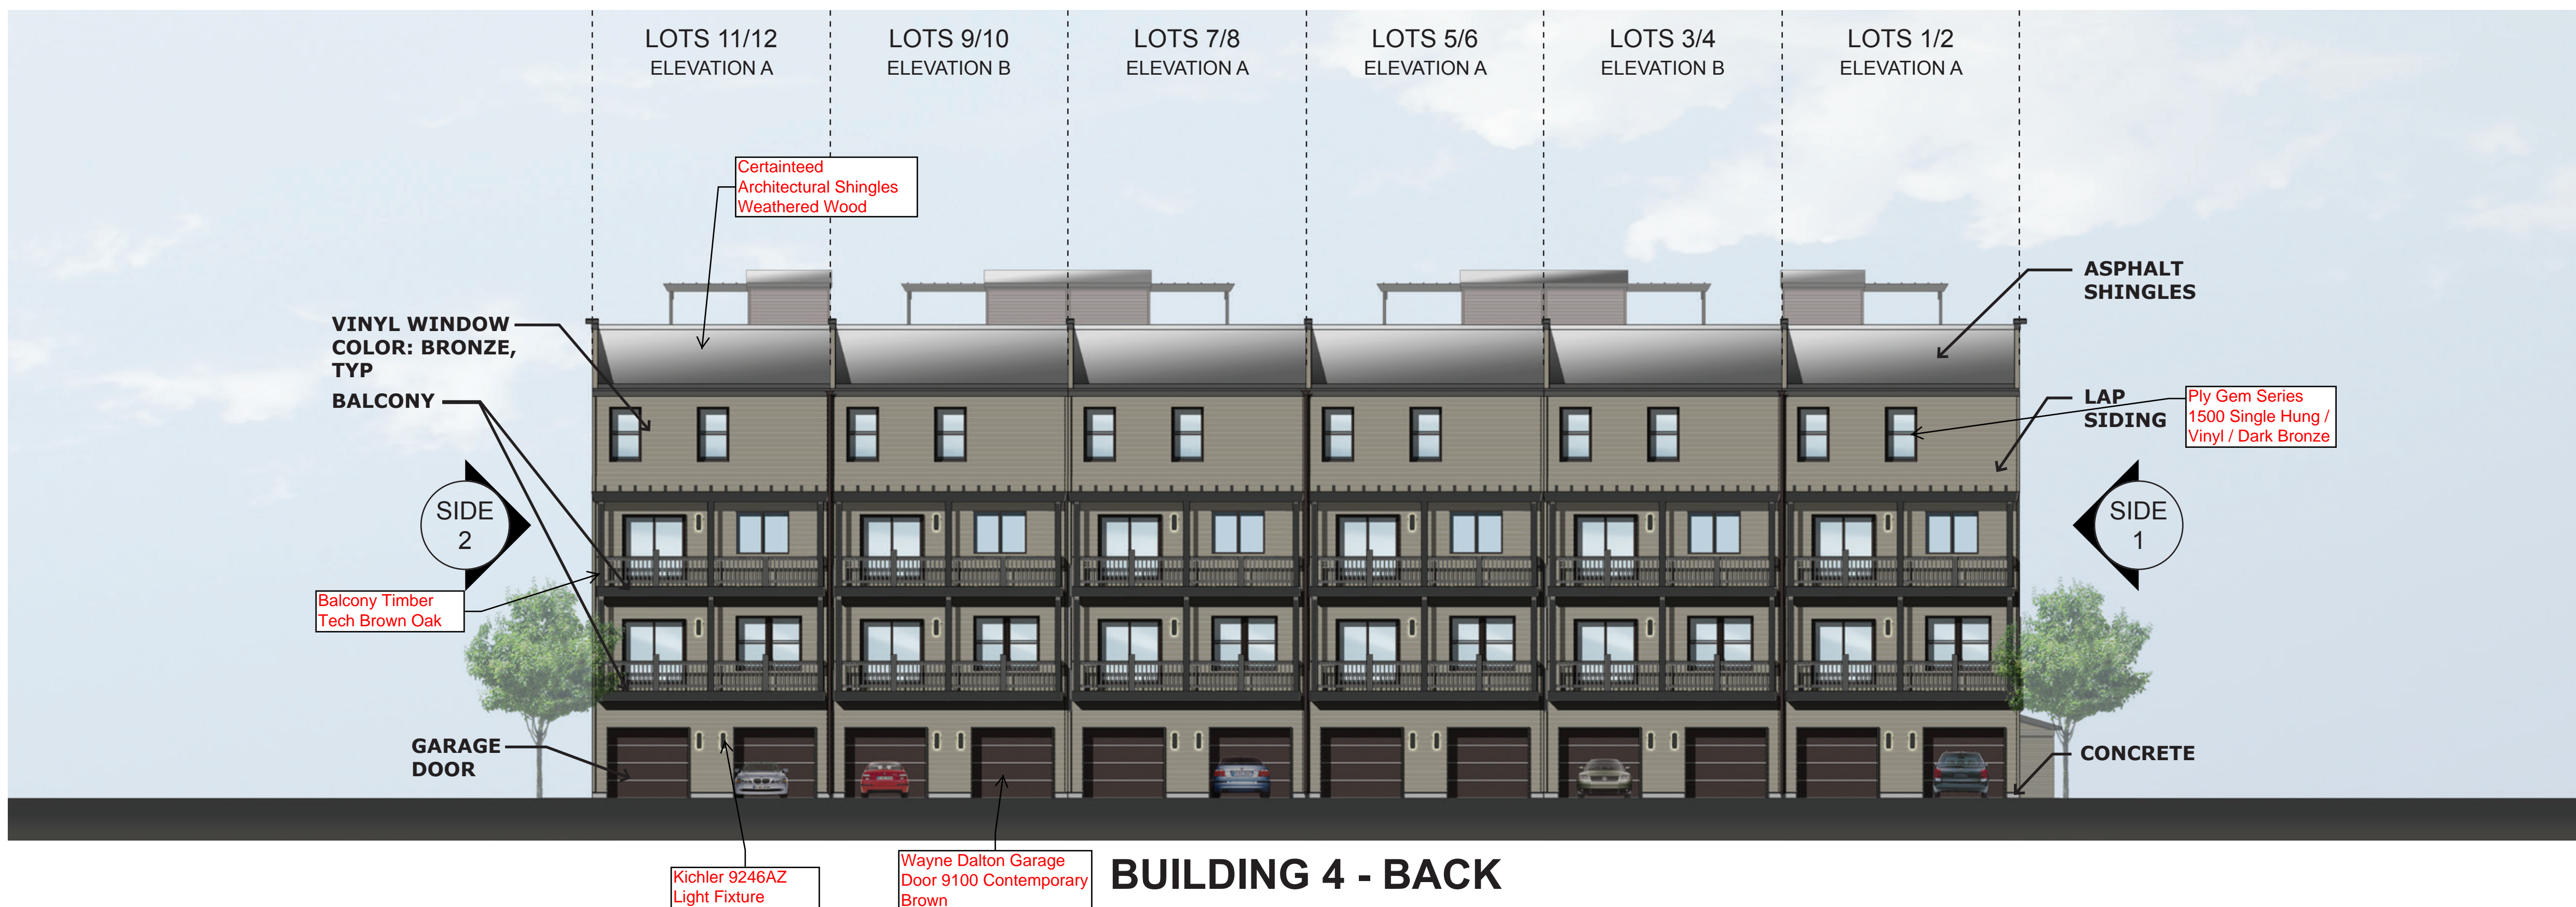 LOTS 11/12
ELEVATION A
LOTS 9/10
ELEVATION B
LOTS 7/8
ELEVATION A
LOTS 5/6
ELEVATION A
LOTS 3/4
ELEVATION B
LOTS 1/2
ELEVATION A
Certainteed
Architectural Shingles
Weathered Wood
ASPHALT
SHINGLES
VINYL WINDOW
COLOR: BRONZE,
TYP
BALCONY
LAP
SIDING
Ply Gem Series
1500 Single Hung /
Vinyl / Dark Bronze
SIDE
2
SIDE
1
Balcony Timber
Tech Brown Oak
GARAGE
DOOR
CONCRETE
Kichler 9246AZ
Light Fixture
Wayne Dalton Garage
Door 9100 Contemporary
Brown
BUILDING 4 - BACK